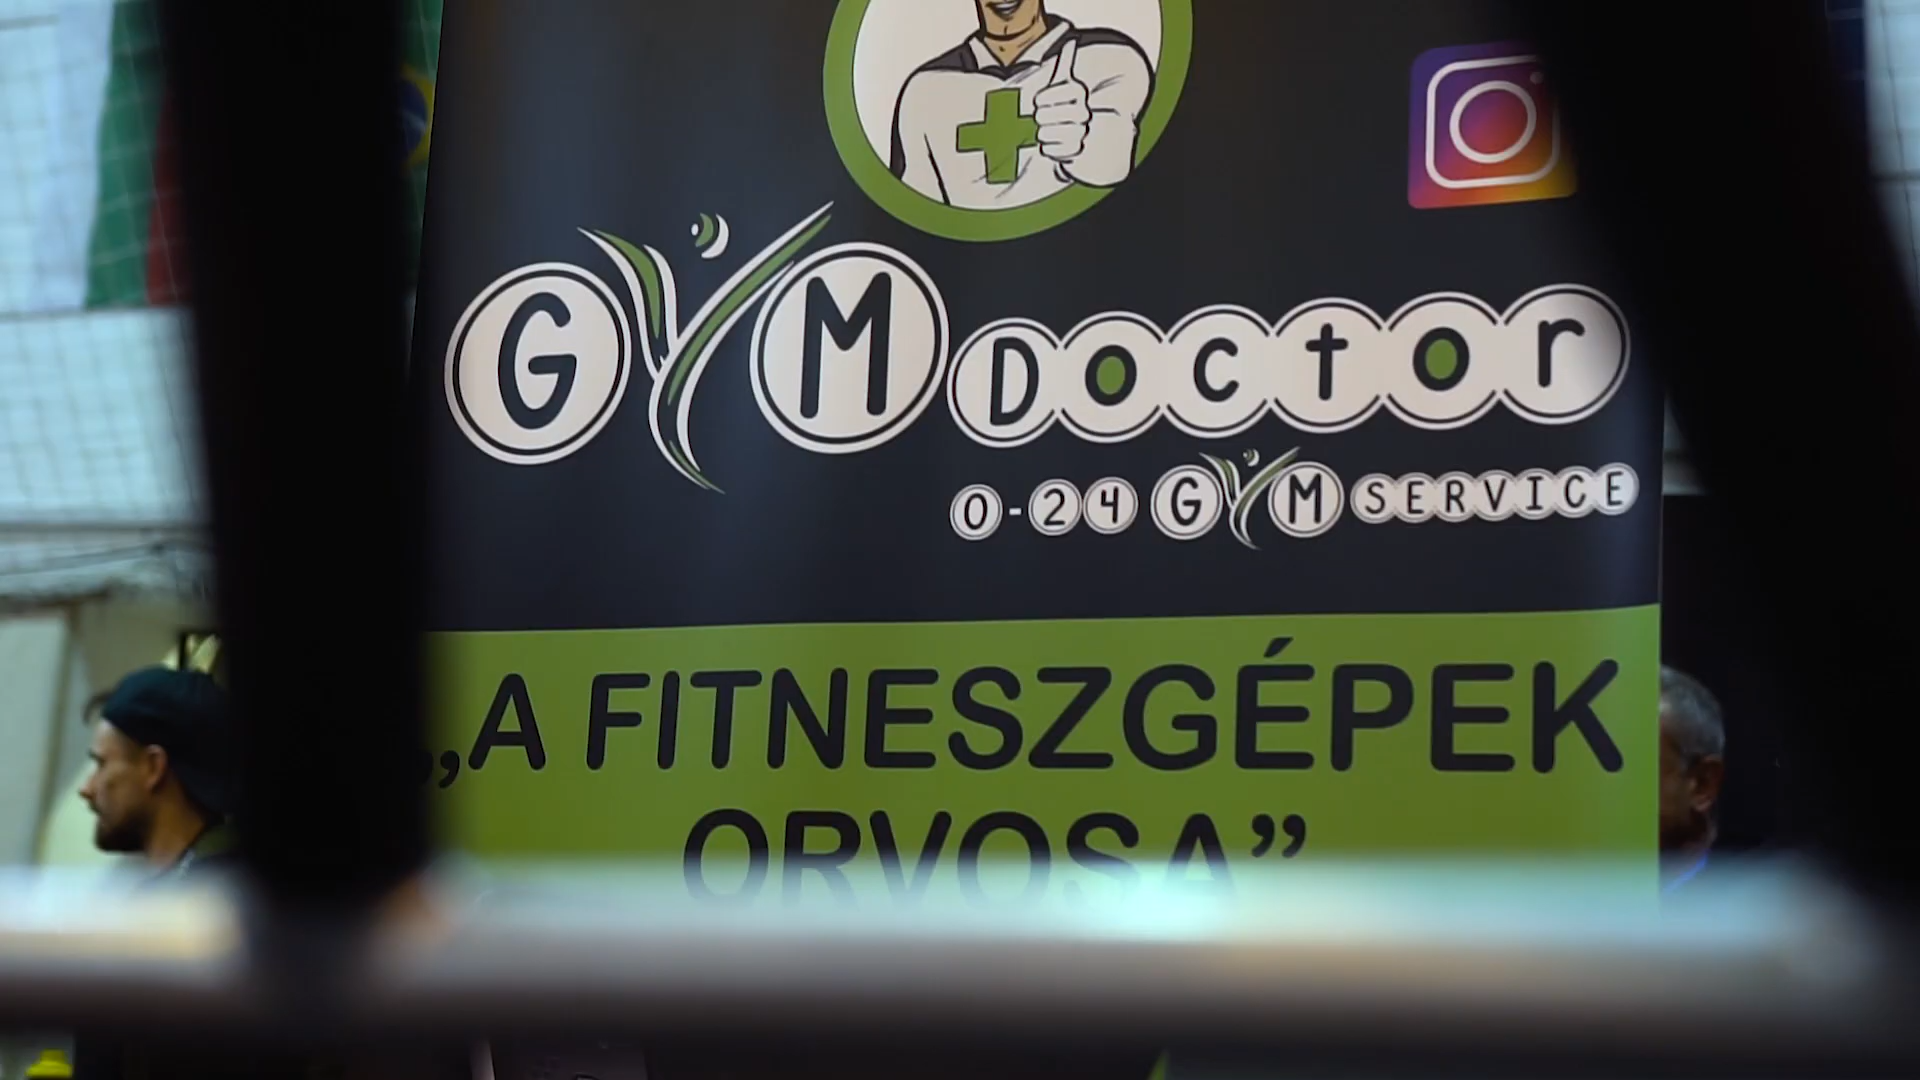 GYM Doctor
0-24 GYM SERVICE
„A FITNESZGÉPEK
ORVOSA”